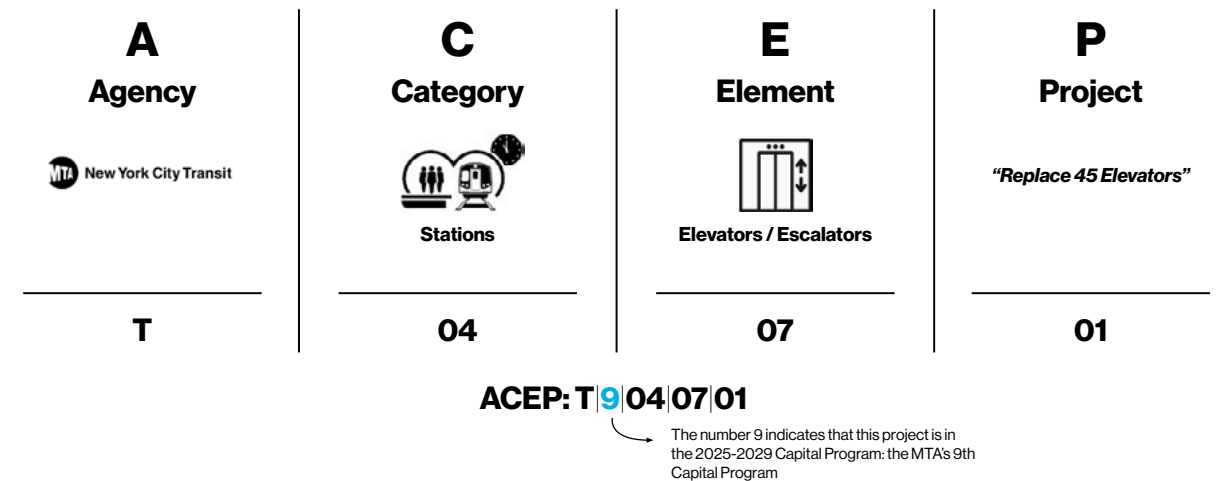 A
Agency
MTA New York City Transit
T
C
Category
Stations
04
E
Element
Elevators / Escalators
07
P
Project
“Replace 45 Elevators”
01
ACEP: T|9|04|07|01
The number 9 indicates that this project is in
the 2025-2029 Capital Program: the MTA's 9th
Capital Program